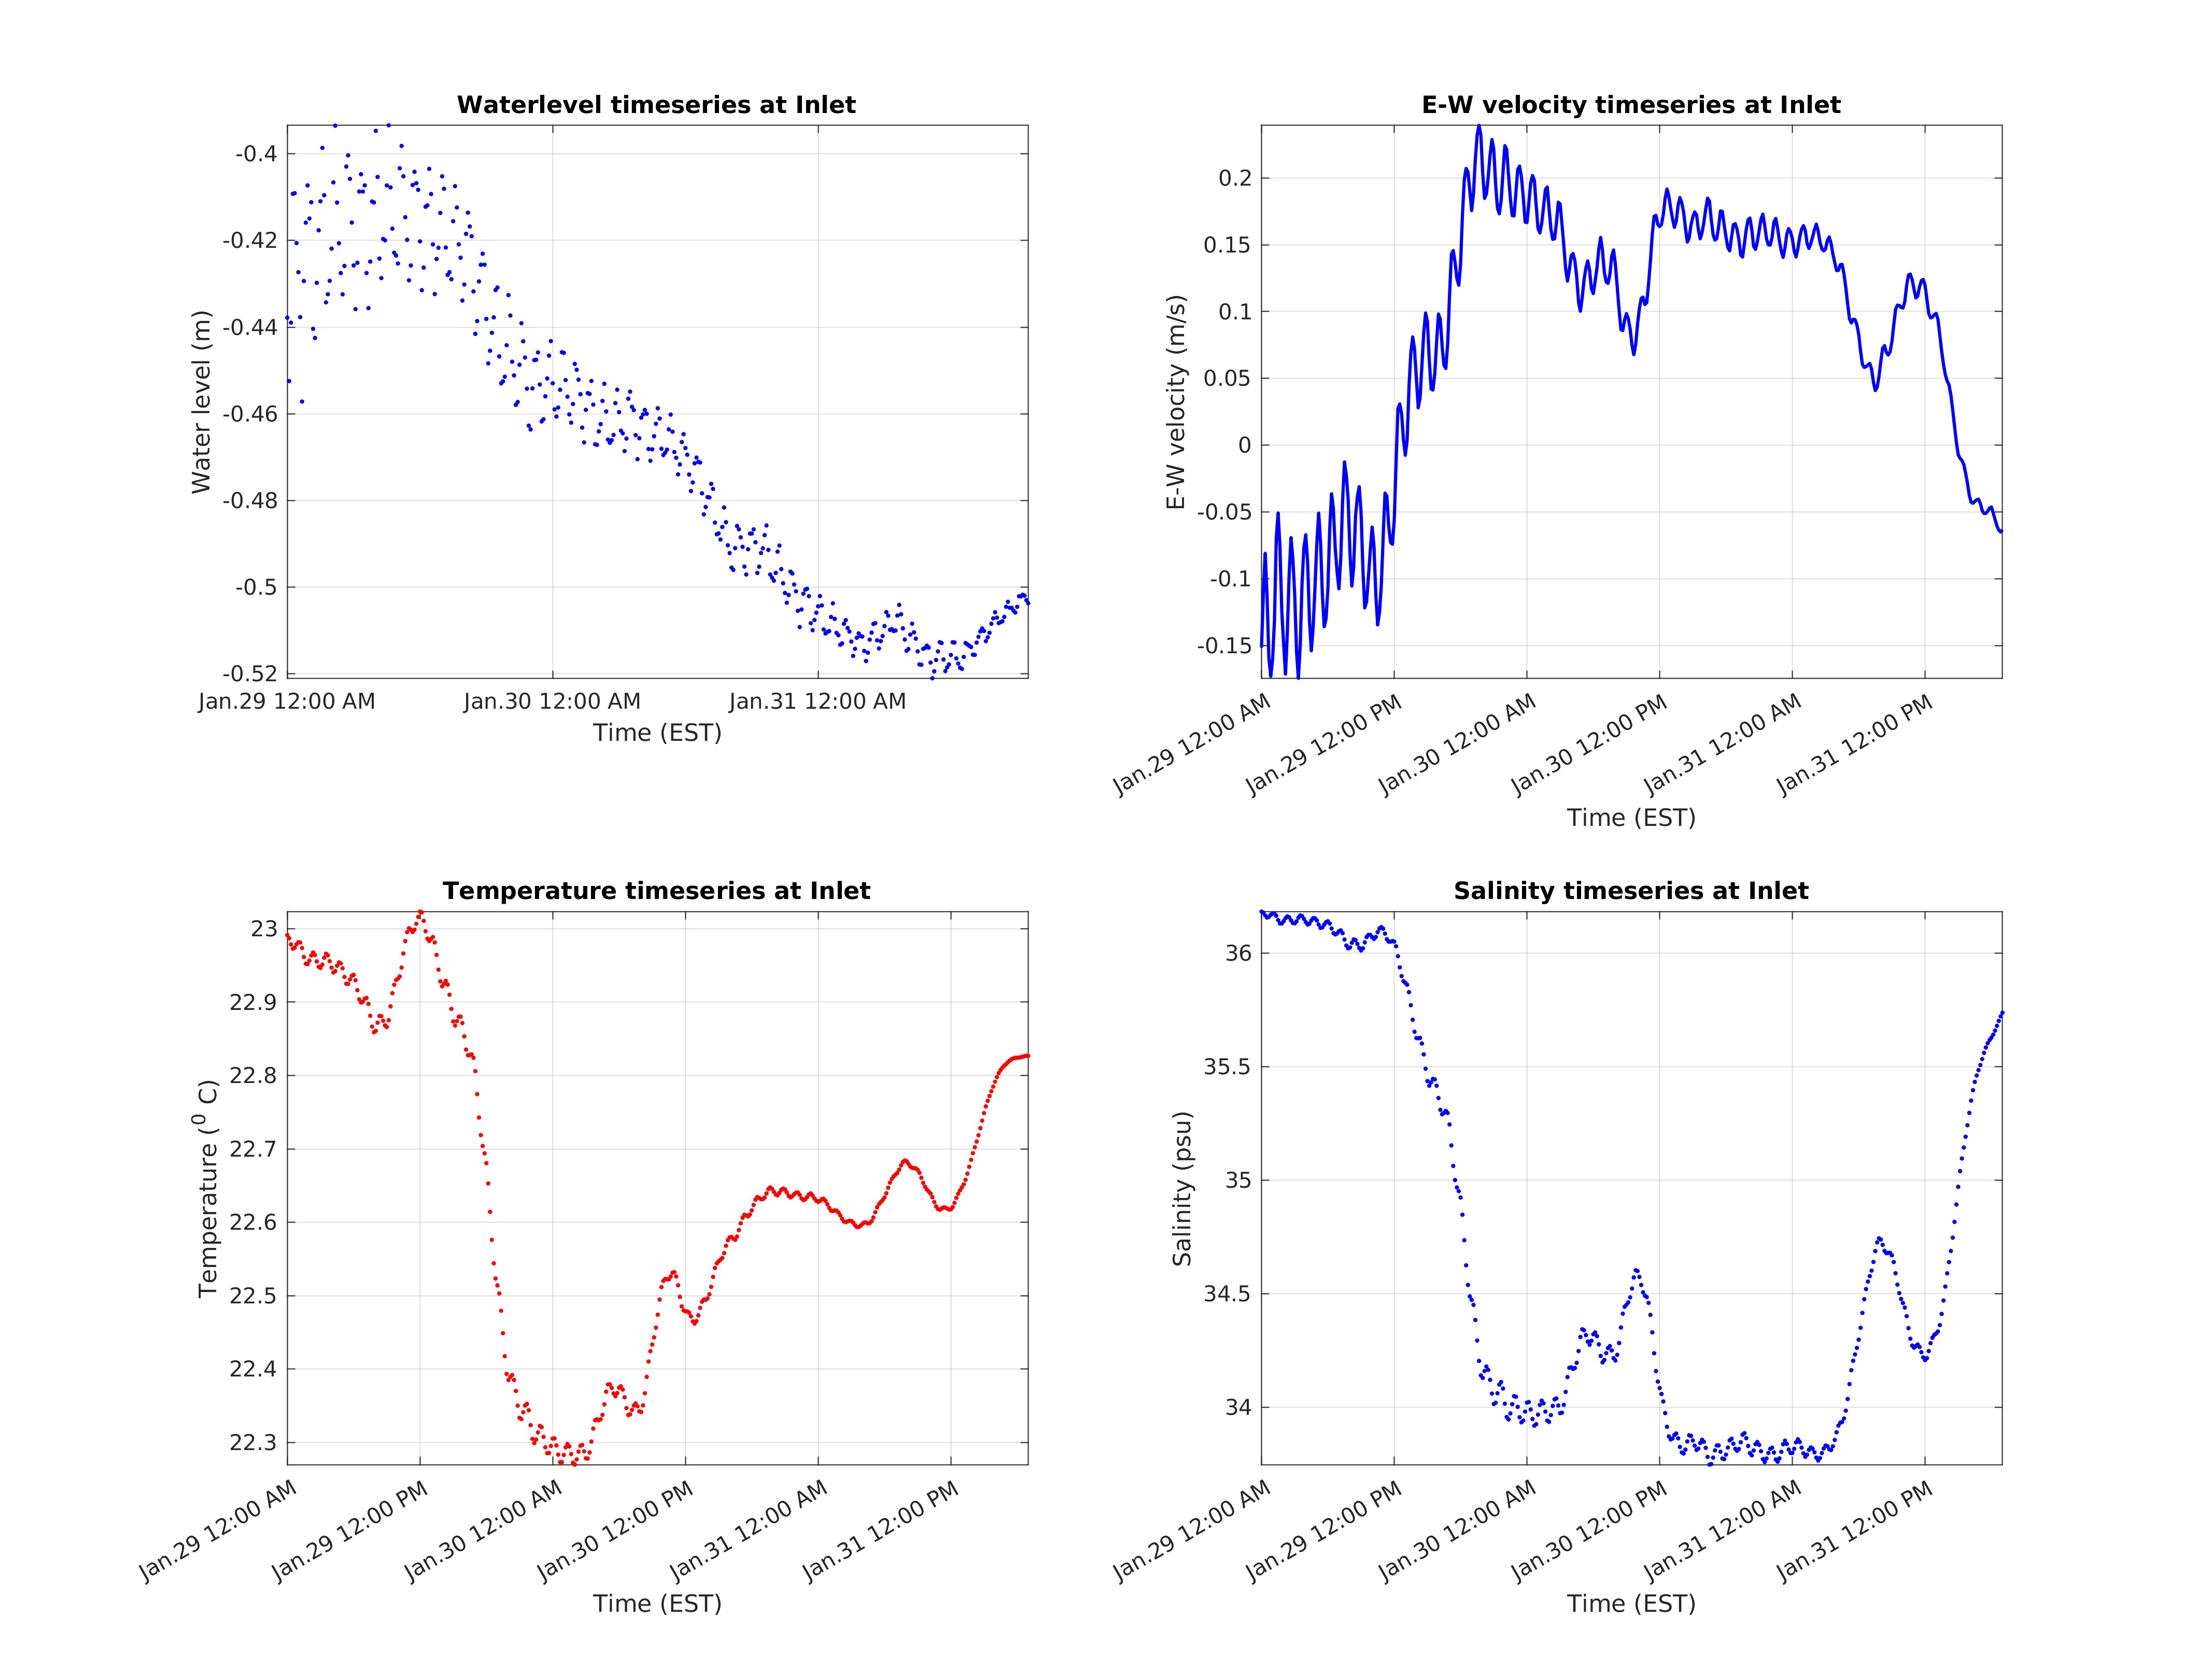 Waterlevel timeseries at Inlet
Water level (m)
-0.4
-0.42
-0.44
-0.46
-0.48
-0.5
-0.52
Jan.29 12:00 AM
Jan.30 12:00 AM
Jan.31 12:00 AM
Time (EST)
E-W velocity timeseries at Inlet
E-W velocity (m/s)
0.2
0.15
0.1
0.05
0
-0.05
-0.1
-0.15
Jan.29 12:00 AM
Jan.29 12:00 PM
Jan.30 12:00 AM
Jan.30 12:00 PM
Jan.31 12:00 AM
Jan.31 12:00 PM
Time (EST)
Temperature timeseries at Inlet
Temperature (⁰ C)
23
22.9
22.8
22.7
22.6
22.5
22.4
22.3
Jan.29 12:00 AM
Jan.29 12:00 PM
Jan.30 12:00 AM
Jan.30 12:00 PM
Jan.31 12:00 AM
Jan.31 12:00 PM
Time (EST)
Salinity timeseries at Inlet
Salinity (psu)
36
35.5
35
34.5
34
Jan.29 12:00 AM
Jan.29 12:00 PM
Jan.30 12:00 AM
Jan.30 12:00 PM
Jan.31 12:00 AM
Jan.31 12:00 PM
Time (EST)